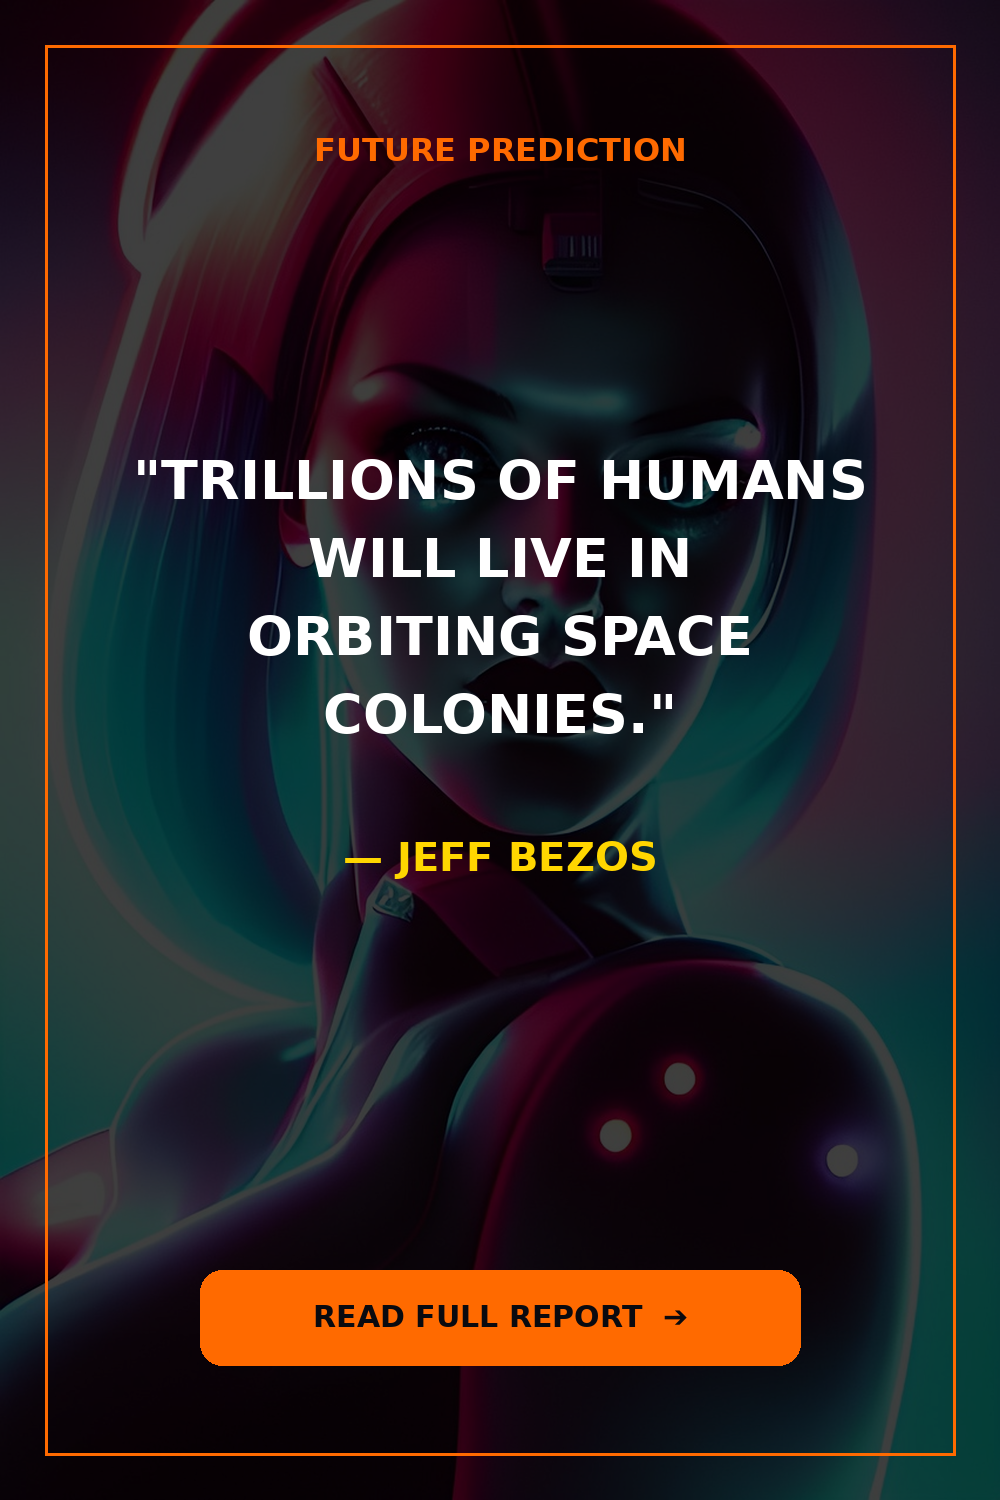 FUTURE PREDICTION
"TRILLIONS OF HUMANS
WILL LIVE IN
ORBITING SPACE
COLONIES."
— JEFF BEZOS
READ FULL REPORT ➔